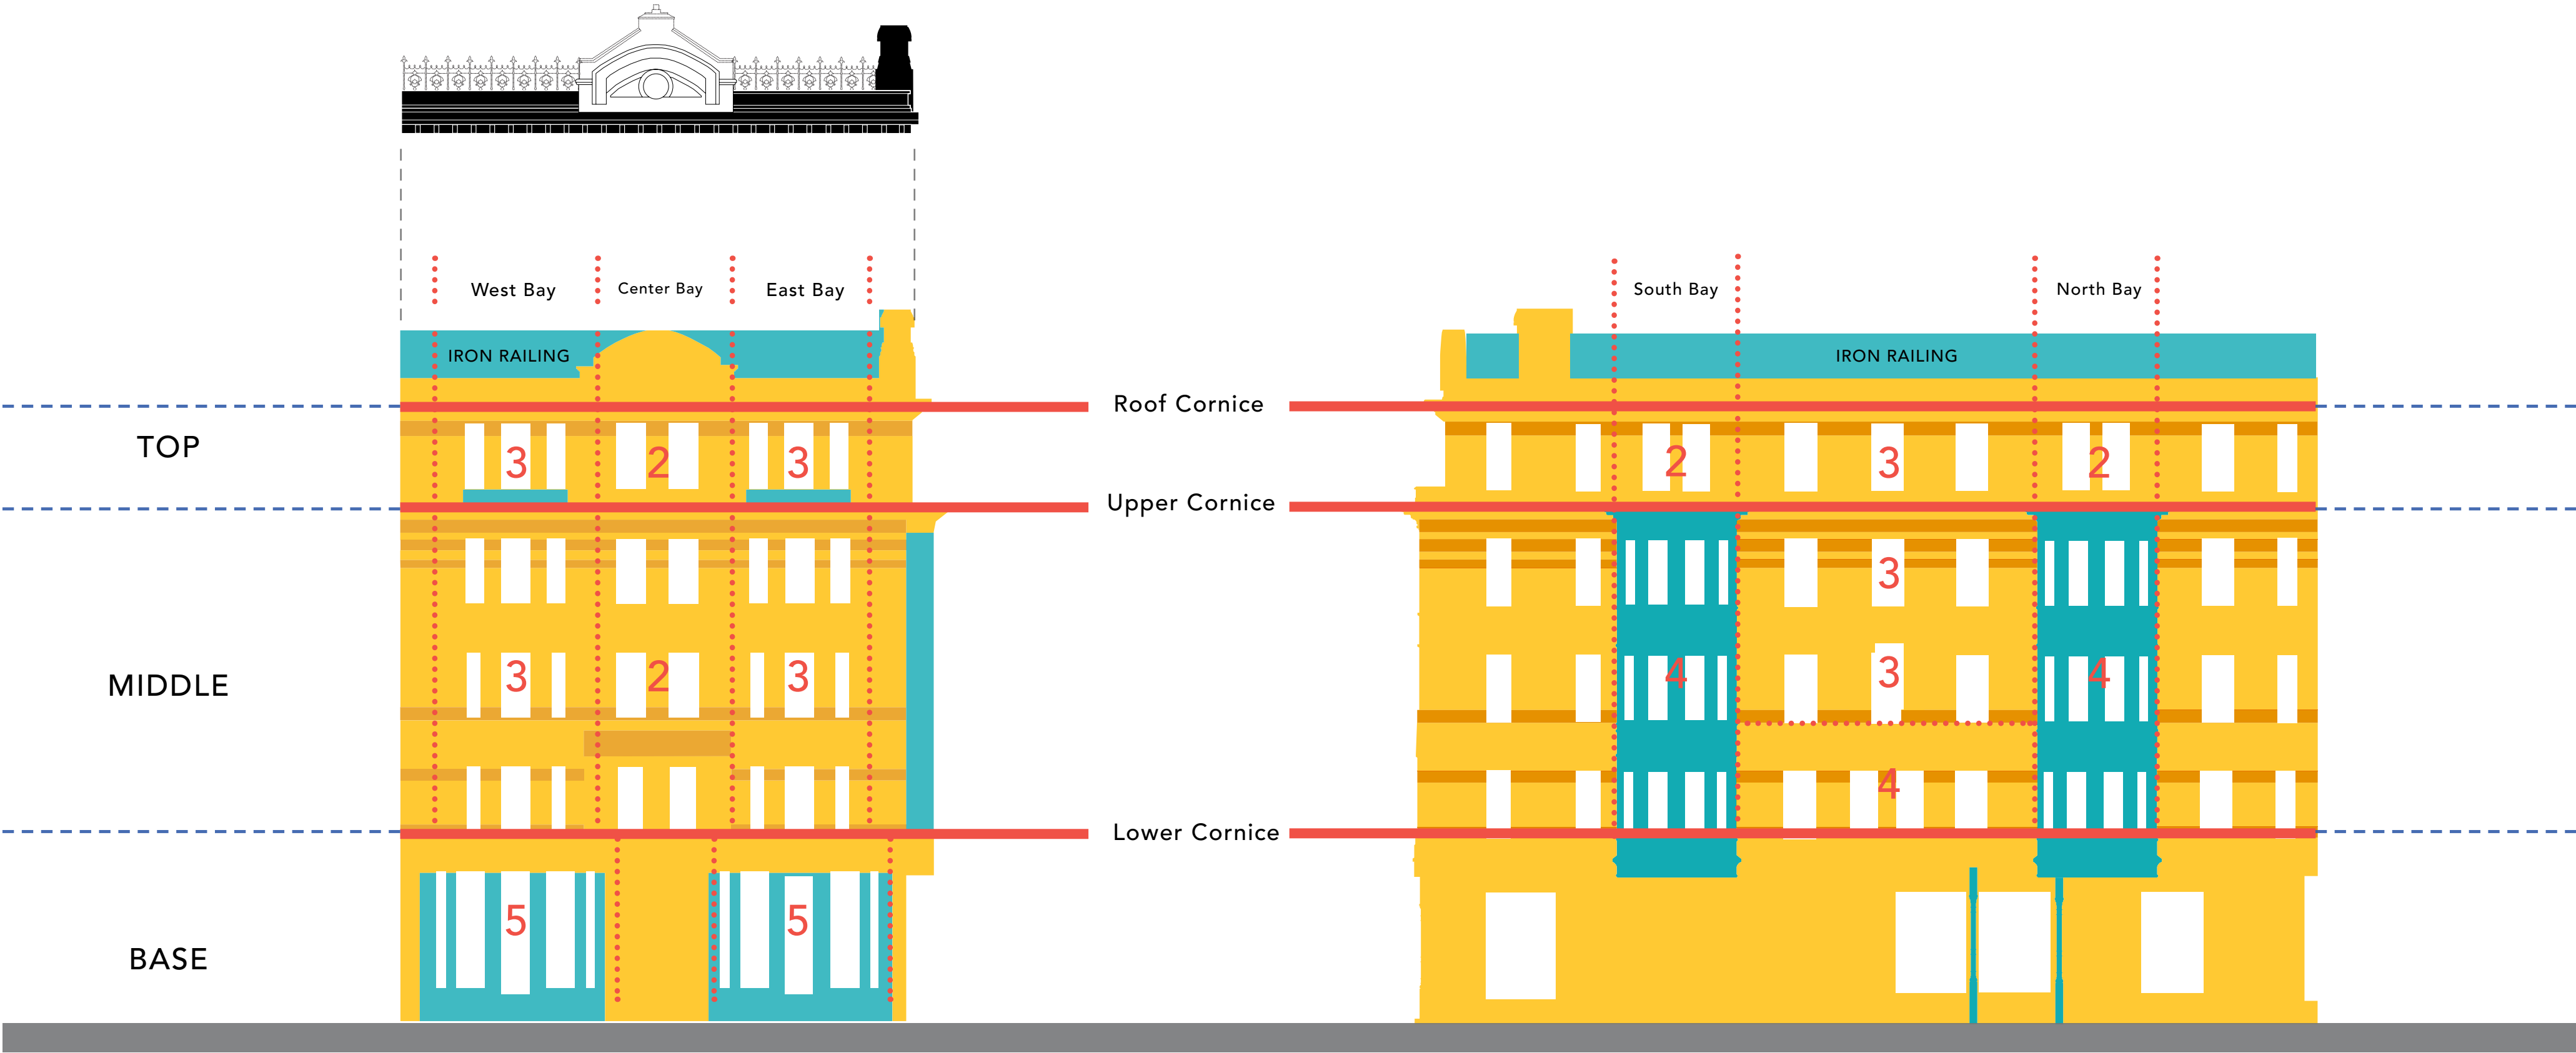 West Bay Center Bay East Bay South Bay North Bay
IRON RAILING IRON RAILING
Roof Cornice
TOP
3 2 3 2 3 2
Upper Cornice
3
MIDDLE
3 2 3 4 3 4
4
Lower Cornice
5 5
BASE